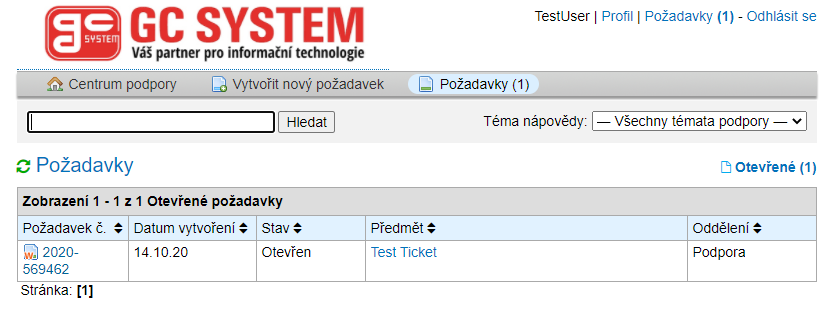 GC SYSTEM
SYSTEM
Váš partner pro informační technologie
TestUser | Profil | Požadavky (1) - Odhlásit se
Centrum podpory Vytvořit nový požadavek Požadavky (1)
Hledat Téma nápovědy: — Všechny témata podpory —
Požadavky Otevřené (1)
Zobrazení 1 - 1 z 1 Otevřené požadavky
Požadavek č. Datum vytvoření Stav Předmět Oddělení
2020-569462 14.10.20 Otevřen Test Ticket Podpora
Stránka: [1]